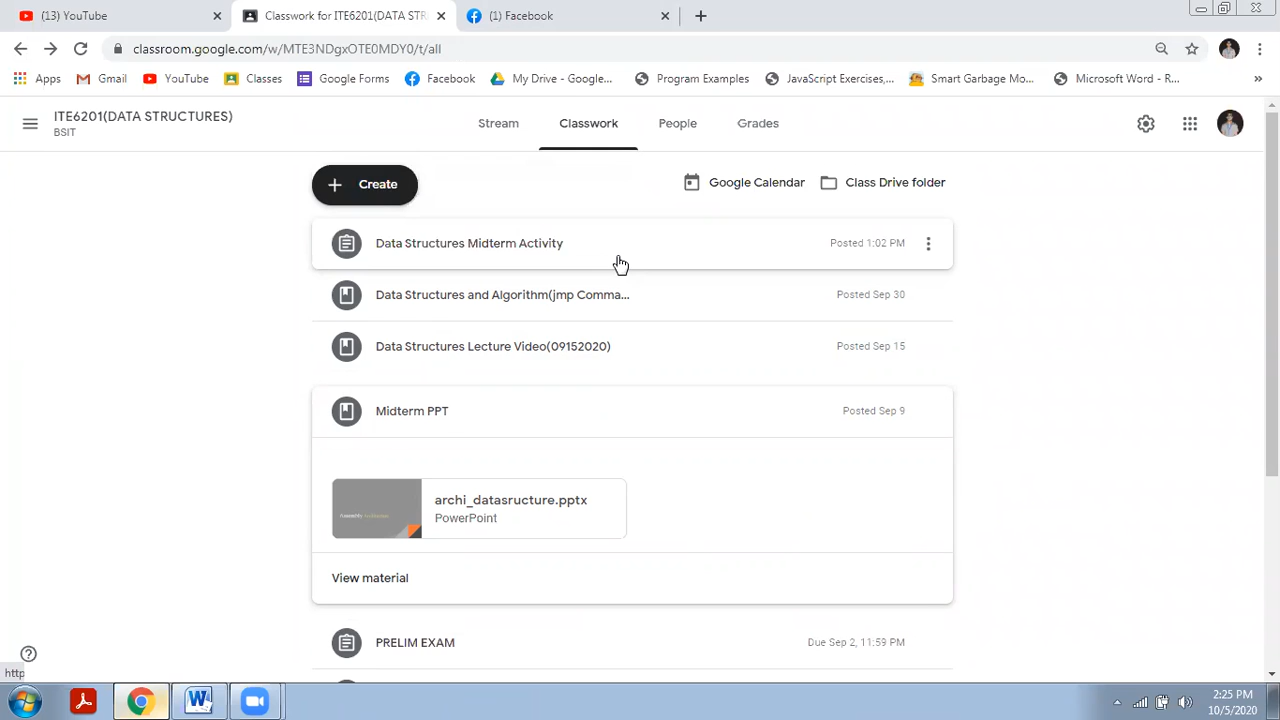 (13) YouTube
Classwork for ITE6201(DATA STR
(1) Facebook
classroom.google.com/w/MTE3NDgxOTE0MDY0/t/all
Apps
Gmail
YouTube
Classes
Google Forms
Facebook
My Drive - Google...
Program Examples
JavaScript Exercises,...
Smart Garbage Mo...
Microsoft Word - R...
»
ITE6201(DATA STRUCTURES)
BSIT
Stream
Classwork
People
Grades
Create
Google Calendar
Class Drive folder
Data Structures Midterm Activity
Posted 1:02 PM
Data Structures and Algorithm(jmp Comma...
Posted Sep 30
Data Structures Lecture Video(09152020)
Posted Sep 15
Midterm PPT
Posted Sep 9
archi_datasructure.pptx
PowerPoint
View material
PRELIM EXAM
Due Sep 2, 11:59 PM
http
2:25 PM
10/5/2020